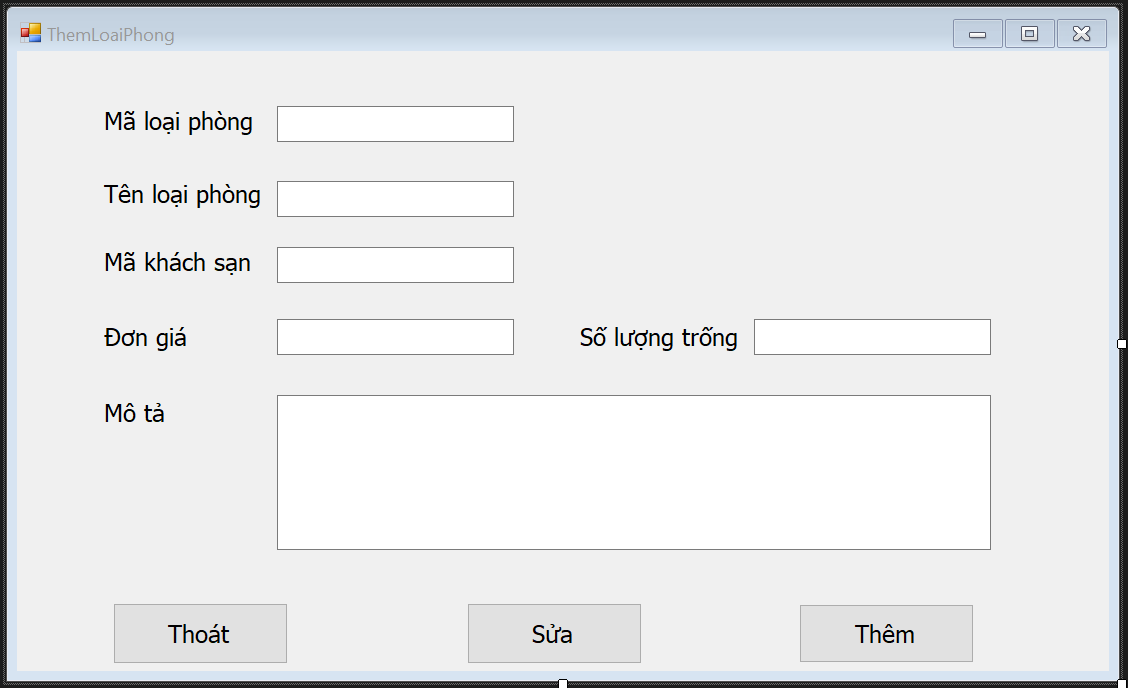 ThemLoaiPhong
Mã loại phòng
Tên loại phòng
Mã khách sạn
Đơn giá
Số lượng trống
Mô tả
Thoát
Sửa
Thêm